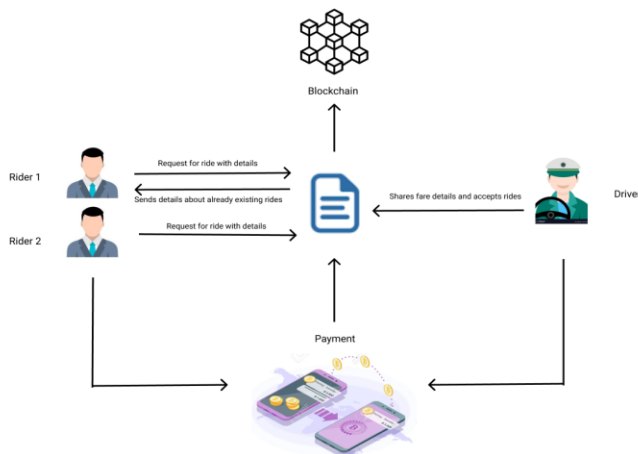 Blockchain
Rider 1
Request for ride with details
Sends details about already existing rides
Shares fare details and accepts rides
Driver
Rider 2
Request for ride with details
Payment